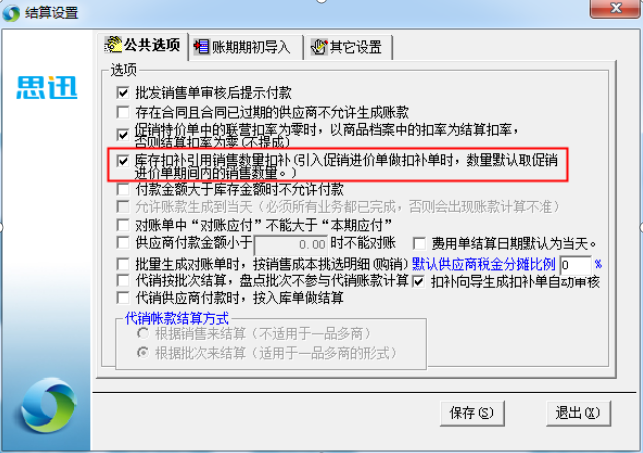 结算设置
思迅
公共选项
账期期初导入
其它设置
选项
批发销售单审核后提示付款
存在合同且合同已过期的供应商不允许生成账款
促销特价单中的联营扣率为零时，以商品档案中的扣率为结算扣率，
否则结算扣率为零(不提成)
库存扣补引用销售数量扣补(引入促销进价单做扣补单时，数量默认取促销
进价单期间内的销售数量。)
付款金额大于库存金额时不允许付款
允许账款生成到当天（必须所有业务都已完成，否则会出现账款计算不准）
对账单中“对账应付”不能大于“本期应付”
供应商付款金额小于 0.00 时不能对账 费用单结算日期默认为当天。
批量生成对账单时，按销售成本挑选明细(购销) 默认供应商税金分摊比例 0 %
代销按批次结算，盘点批次不参与代销账款计算 扣补向导生成扣补单自动审核
代销供应商付款时，按入库单做结算
代销帐款结算方式
根据销售来结算（不适用于一品多商）
根据批次来结算（适用于一品多商的形式）
保存(S)
退出(X)